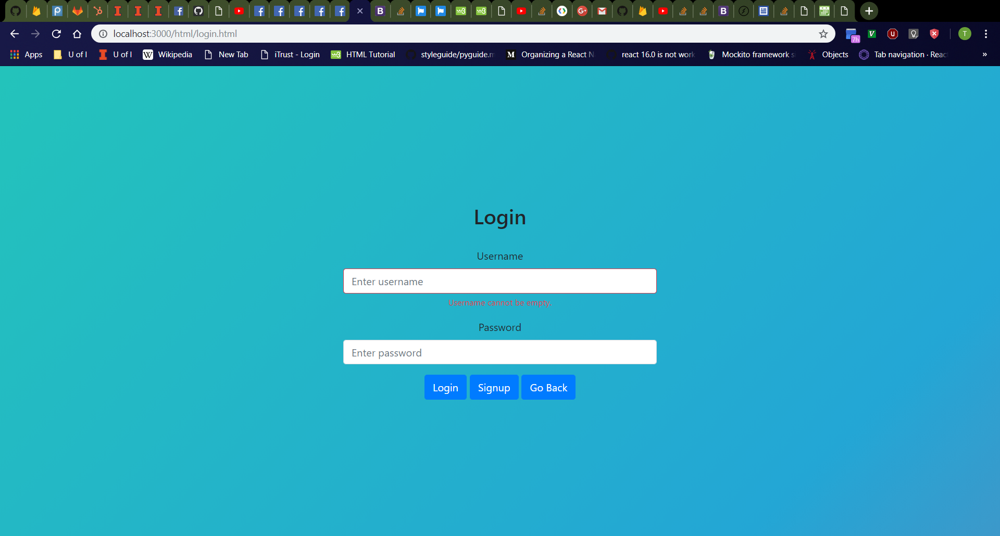 localhost:3000/html/login.html
7h
T
Apps U of I U of I Wikipedia New Tab iTrust - Login HTML Tutorial styleguide/pyguide.m Organizing a React N react 16.0 is not work Mockito framework si Objects Tab navigation · Reac »
Login
Username
Enter username
Username cannot be empty.
Password
Enter password
Login Signup Go Back